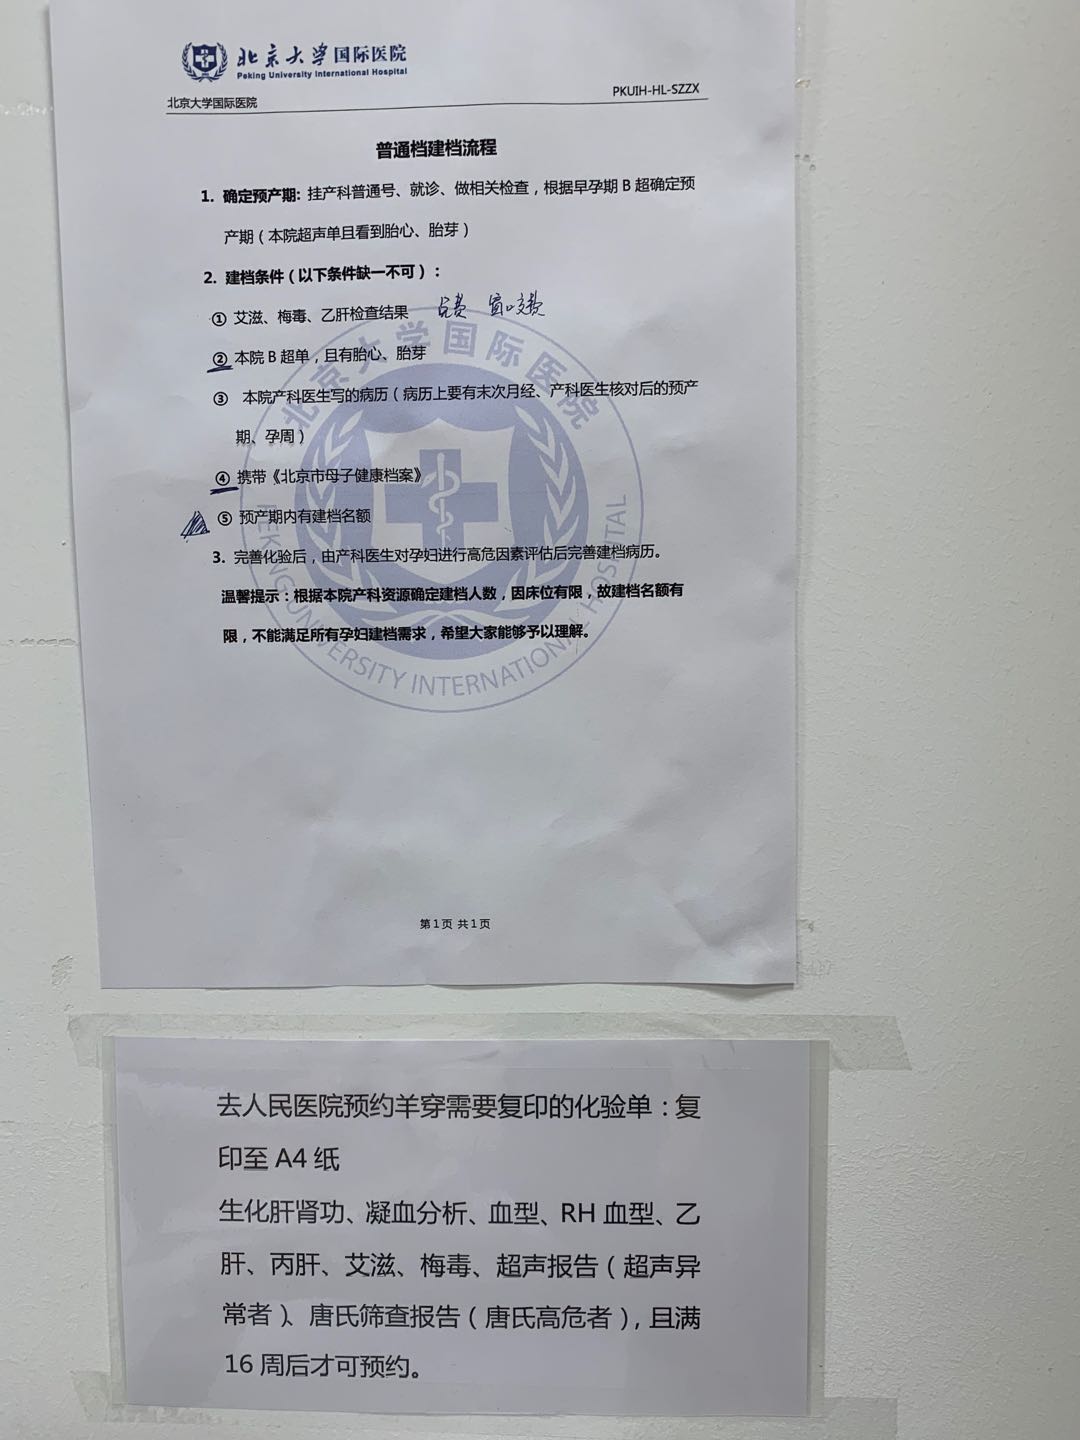 北京大学国际医院
Peking University International Hospital
北京大学国际医院
PKUIH-HL-SZZX
普通档建档流程
1. 确定预产期: 挂产科普通号、就诊、做相关检查，根据早孕期 B 超确定预
产期（本院超声单且看到胎心、胎芽）
2. 建档条件（以下条件缺一不可）：
① 艾滋、梅毒、乙肝检查结果
② 本院 B 超单，且有胎心、胎芽
③ 本院产科医生写的病历（病历上要有末次月经、产科医生核对后的预产
期、孕周）
④ 携带《北京市母子健康档案》
⑤ 预产期内有建档名额
3. 完善化验后，由产科医生对孕妇进行高危因素评估后完善建档病历。
温馨提示：根据本院产科资源确定建档人数，因床位有限，故建档名额有
限，不能满足所有孕妇建档需求，希望大家能够予以理解。
北京大学国际医院
PEKING UNIVERSITY INTERNATIONAL HOSPITAL
第 1 页 共 1 页
去人民医院预约羊穿需要复印的化验单：复
印至 A4 纸
生化肝肾功、凝血分析、血型、RH 血型、乙
肝、丙肝、艾滋、梅毒、超声报告（超声异
常者）、唐氏筛查报告（唐氏高危者），且满
16 周后才可预约。